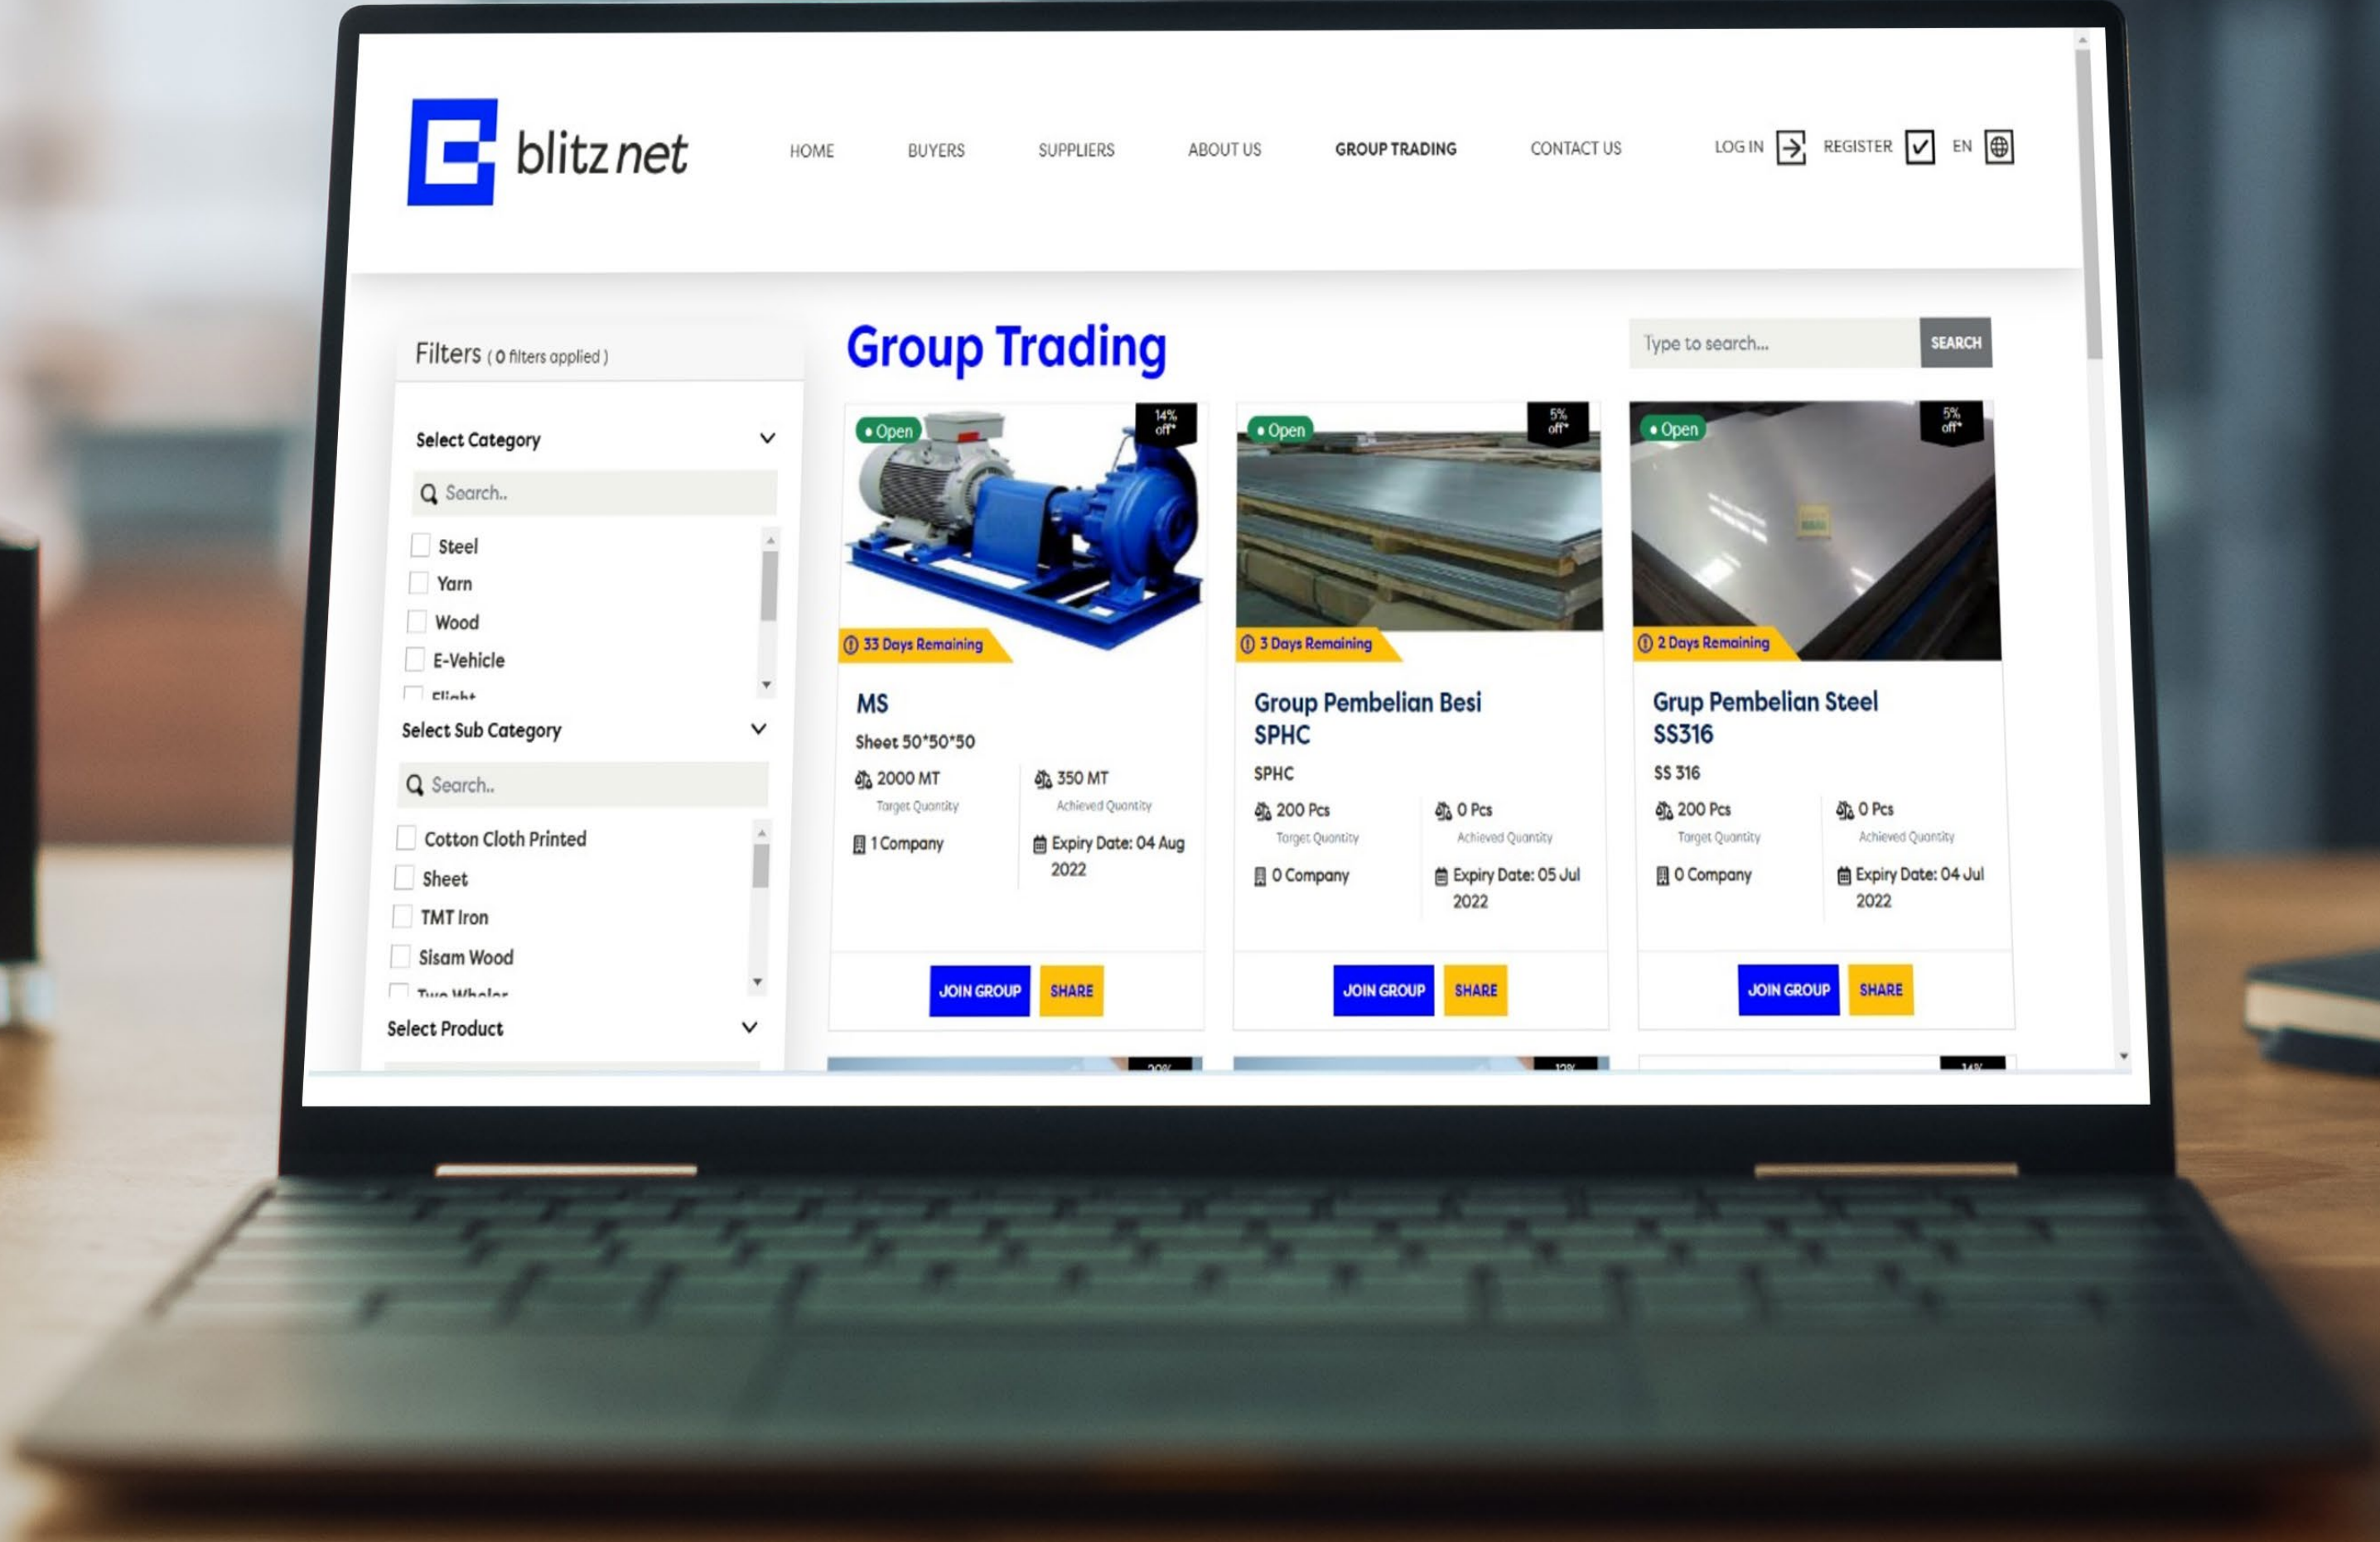 blitznet
HOME
BUYERS
SUPPLIERS
ABOUT US
GROUP TRADING
CONTACT US
LOG IN
REGISTER
EN
Filters ( 0 filters applied )
Select Category
Search..
Steel
Yarn
Wood
E-Vehicle
Select Sub Category
Search..
Cotton Cloth Printed
Sheet
TMT Iron
Sisam Wood
Select Product
Group Trading
Type to search...
SEARCH
• Open
14%
off*
33 Days Remaining
MS
Sheet 50*50*50
2000 MT
Target Quantity
350 MT
Achieved Quantity
1 Company
Expiry Date: 04 Aug
2022
JOIN GROUP
SHARE
• Open
5%
off*
3 Days Remaining
Group Pembelian Besi
SPHC
SPHC
200 Pcs
Target Quantity
0 Pcs
Achieved Quantity
0 Company
Expiry Date: 05 Jul
2022
JOIN GROUP
SHARE
• Open
5%
off*
2 Days Remaining
Grup Pembelian Steel
SS316
SS 316
200 Pcs
Target Quantity
0 Pcs
Achieved Quantity
0 Company
Expiry Date: 04 Jul
2022
JOIN GROUP
SHARE